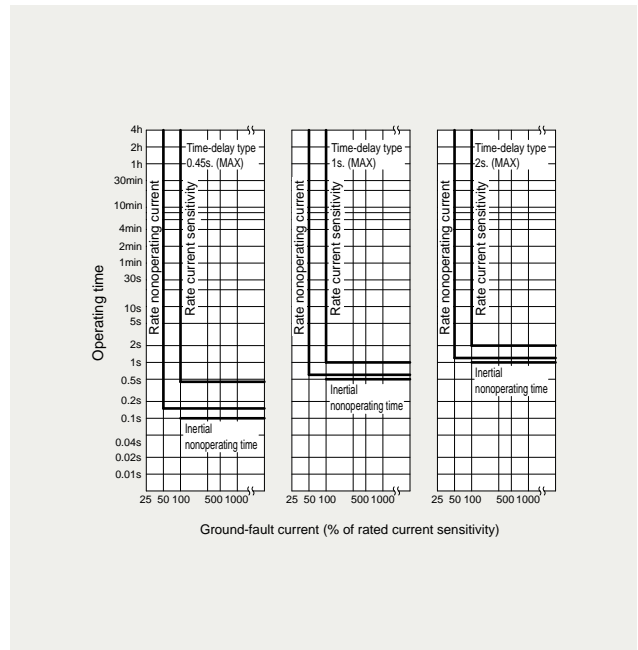 Operating time
4h
2h
1h
30min
10min
4min
2min
1min
30s
10s
5s
2s
1s
0.5s
0.2s
0.1s
0.04s
0.02s
0.01s
Time-delay type
0.45s. (MAX)
Rate nonoperating current
Rate current sensitivity
Inertial
nonoperating time
25 50 100 500 1000
Time-delay type
1s. (MAX)
Rate nonoperating current
Rate current sensitivity
Inertial
nonoperating time
25 50 100 500 1000
Time-delay type
2s. (MAX)
Rate nonoperating current
Rate current sensitivity
Inertial
nonoperating time
25 50 100 500 1000
Ground-fault current (% of rated current sensitivity)